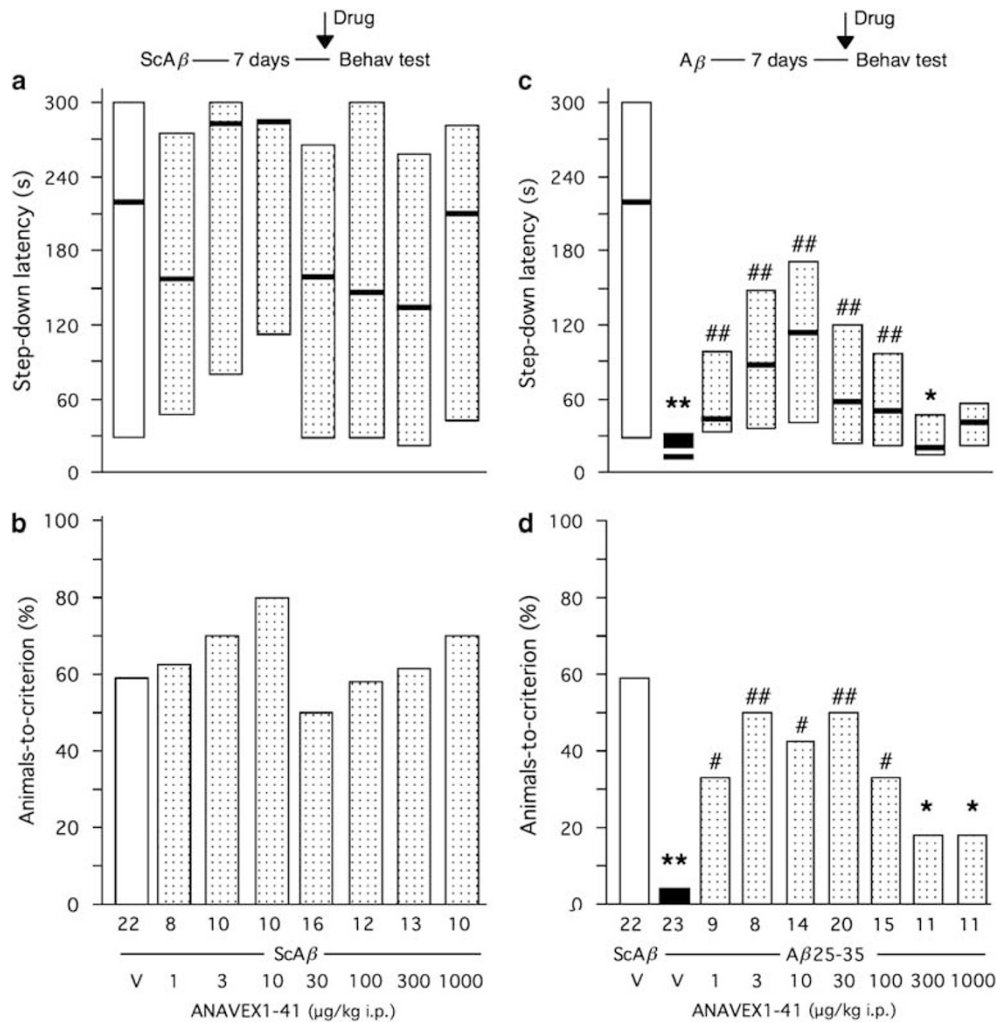 Drug
ScAβ — 7 days — Behav test
a
Step-down latency (s)
300
240
180
120
60
0
b
Animals-to-criterion (%)
100
80
60
40
20
0
22 8 10 10 16 12 13 10
ScAβ
V 1 3 10 30 100 300 1000
ANAVEX1-41 (µg/kg i.p.)
Drug
Aβ — 7 days — Behav test
c
Step-down latency (s)
300
240
180
120
60
0
** ## ## ## ## ## *
d
Animals-to-criterion (%)
100
80
60
40
20
0
** # ## # ## # * *
22 23 9 8 14 20 15 11 11
ScAβ Aβ25-35
V V 1 3 10 30 100 300 1000
ANAVEX1-41 (µg/kg i.p.)